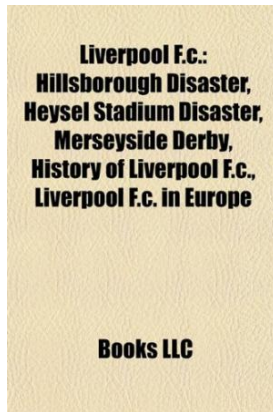 Liverpool F.c.:
Hillsborough Disaster,
Heysel Stadium Disaster,
Merseyside Derby,
History of Liverpool F.c.,
Liverpool F.c. in Europe
Books LLC